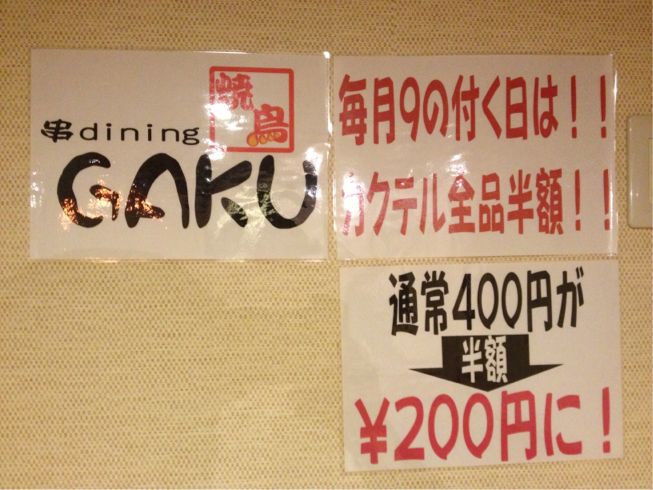 焼鳥
串dining
GAKU
毎月9の付く日は！！
カクテル全品半額！！
通常400円が
半額
¥200円に！